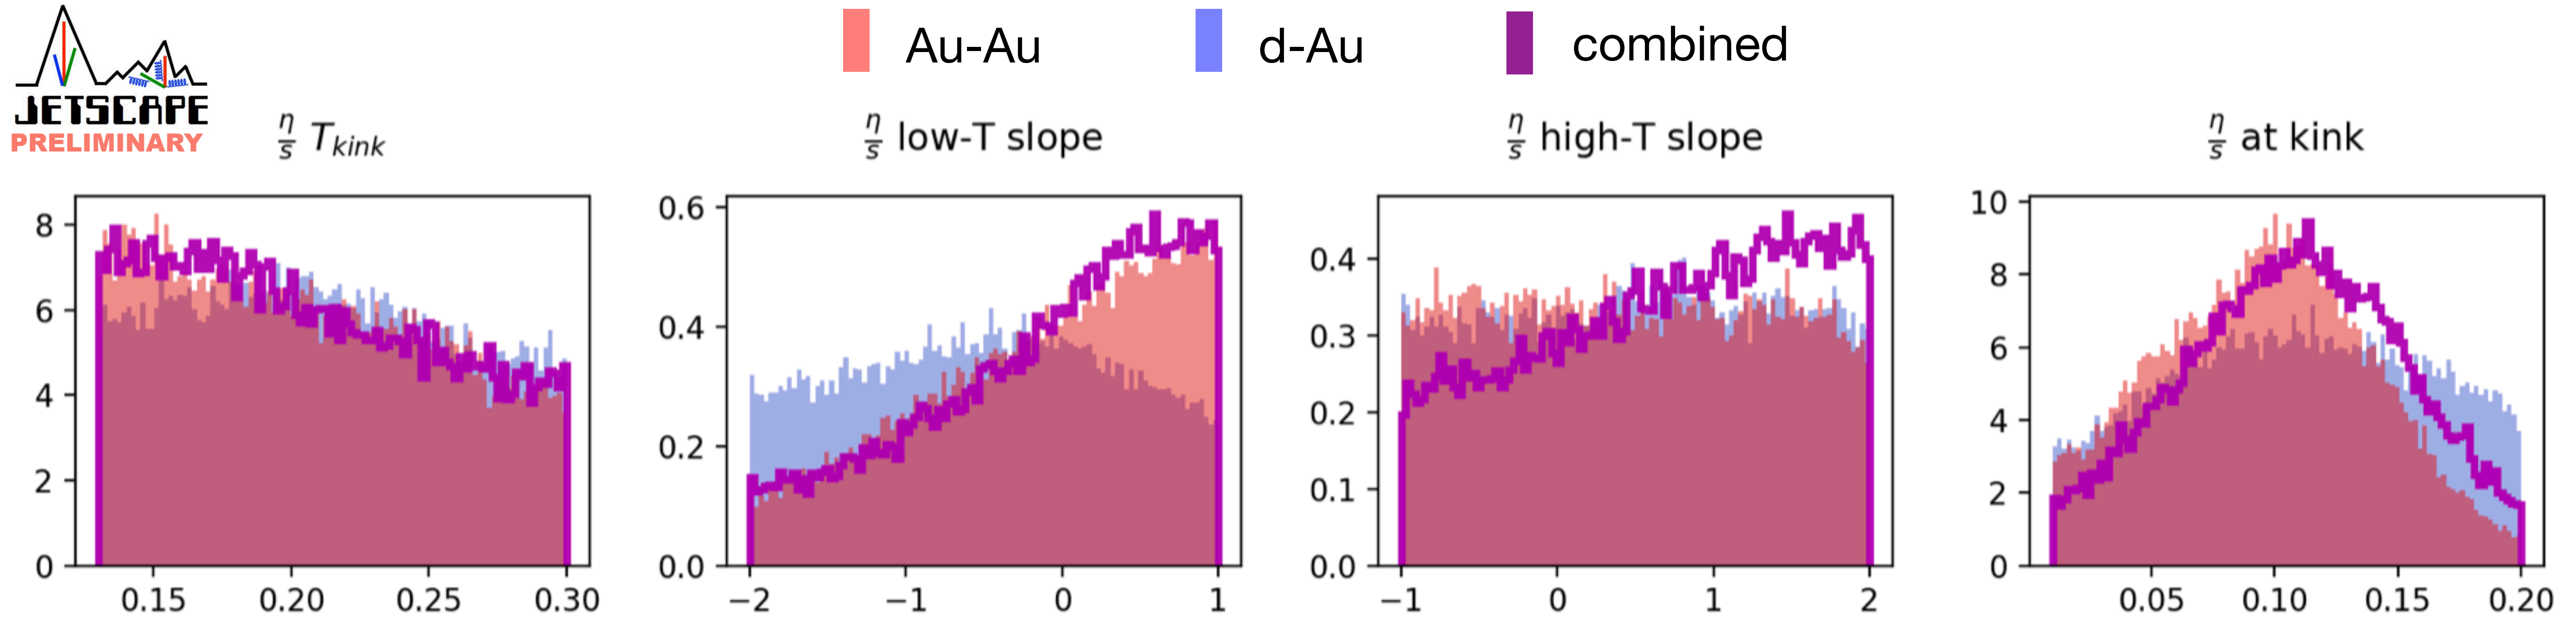 Au-Au d-Au combined
JETSCAPE
PRELIMINARY
η/s T_kink
η/s low-T slope
η/s high-T slope
η/s at kink
8
6
4
2
0
0.15 0.20 0.25 0.30
0.6
0.4
0.2
0.0
−2 −1 0 1
0.4
0.3
0.2
0.1
0.0
−1 0 1 2
10
8
6
4
2
0
0.05 0.10 0.15 0.20